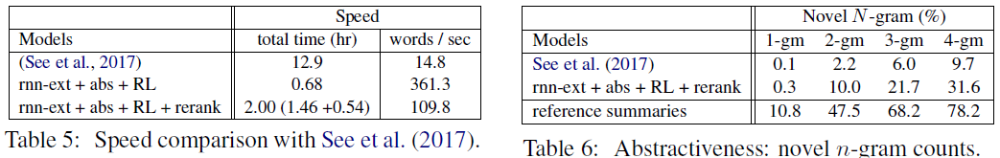 Speed
Models total time (hr) words / sec
(See et al., 2017) 12.9 14.8
rnn-ext + abs + RL 0.68 361.3
rnn-ext + abs + RL + rerank 2.00 (1.46 +0.54) 109.8
Table 5: Speed comparison with See et al. (2017).
Novel N-gram (%)
Models 1-gm 2-gm 3-gm 4-gm
See et al. (2017) 0.1 2.2 6.0 9.7
rnn-ext + abs + RL + rerank 0.3 10.0 21.7 31.6
reference summaries 10.8 47.5 68.2 78.2
Table 6: Abstractiveness: novel n-gram counts.